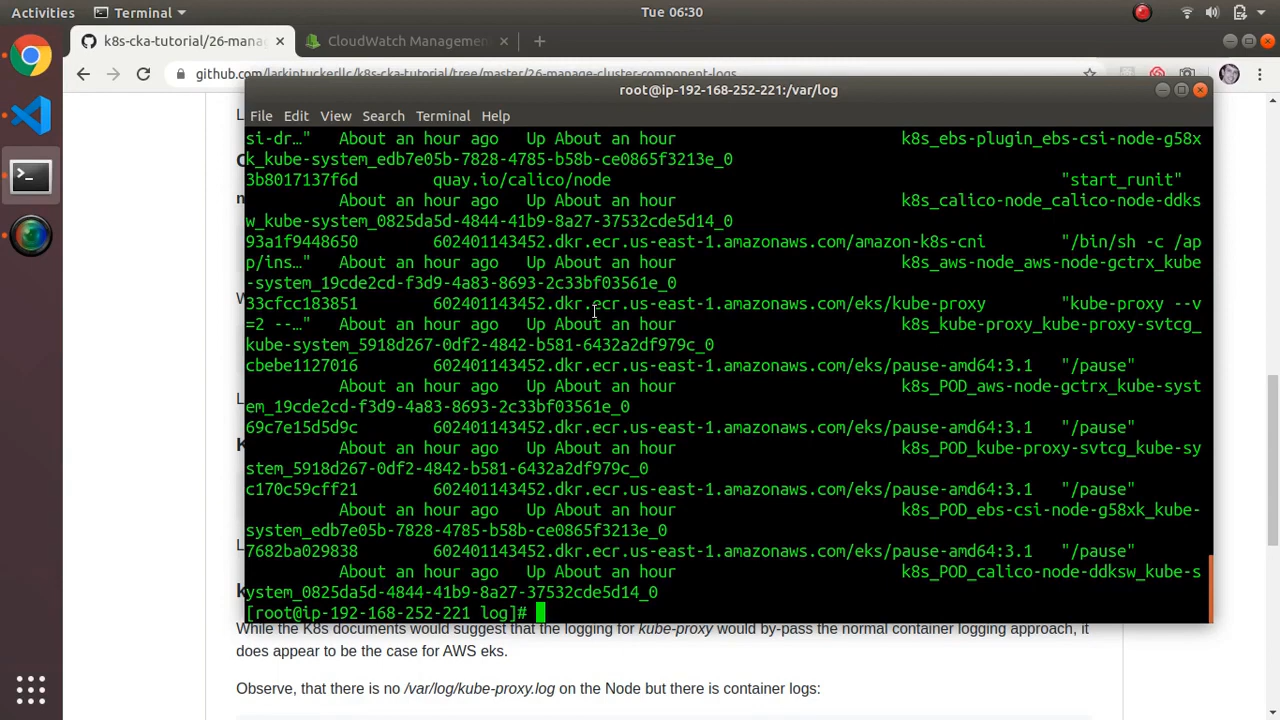 Activities
Terminal
Tue 06:30
k8s-cka-tutorial/26-mana
CloudWatch Managemen
github.com/larkintuckerllc/k8s-cka-tutorial/tree/master/26-manage-cluster-component-logs
root@ip-192-168-252-221:/var/log
File Edit View Search Terminal Help
si-dr…" About an hour ago Up About an hour k8s_ebs-plugin_ebs-csi-node-g58x
k_kube-system_edb7e05b-7828-4785-b58b-ce0865f3213e_0
3b8017137f6d quay.io/calico/node "start_runit"
About an hour ago Up About an hour k8s_calico-node_calico-node-ddks
w_kube-system_0825da5d-4844-41b9-8a27-37532cde5d14_0
93a1f9448650 602401143452.dkr.ecr.us-east-1.amazonaws.com/amazon-k8s-cni "/bin/sh -c /ap
p/ins…" About an hour ago Up About an hour k8s_aws-node_aws-node-gctrx_kube
-system_19cde2cd-f3d9-4a83-8693-2c33bf03561e_0
33cfcc183851 602401143452.dkr.ecr.us-east-1.amazonaws.com/eks/kube-proxy "kube-proxy --v
=2 --…" About an hour ago Up About an hour k8s_kube-proxy_kube-proxy-svtcg_
kube-system_5918d267-0df2-4842-b581-6432a2df979c_0
cbebe1127016 602401143452.dkr.ecr.us-east-1.amazonaws.com/eks/pause-amd64:3.1 "/pause"
About an hour ago Up About an hour k8s_POD_aws-node-gctrx_kube-syst
em_19cde2cd-f3d9-4a83-8693-2c33bf03561e_0
69c7e15d5d9c 602401143452.dkr.ecr.us-east-1.amazonaws.com/eks/pause-amd64:3.1 "/pause"
About an hour ago Up About an hour k8s_POD_kube-proxy-svtcg_kube-sy
stem_5918d267-0df2-4842-b581-6432a2df979c_0
c170c59cff21 602401143452.dkr.ecr.us-east-1.amazonaws.com/eks/pause-amd64:3.1 "/pause"
About an hour ago Up About an hour k8s_POD_ebs-csi-node-g58xk_kube-
system_edb7e05b-7828-4785-b58b-ce0865f3213e_0
7682ba029838 602401143452.dkr.ecr.us-east-1.amazonaws.com/eks/pause-amd64:3.1 "/pause"
About an hour ago Up About an hour k8s_POD_calico-node-ddksw_kube-s
ystem_0825da5d-4844-41b9-8a27-37532cde5d14_0
[root@ip-192-168-252-221 log]#
While the K8s documents would suggest that the logging for kube-proxy would by-pass the normal container logging approach, it
does appear to be the case for AWS eks.
Observe, that there is no /var/log/kube-proxy.log on the Node but there is container logs: